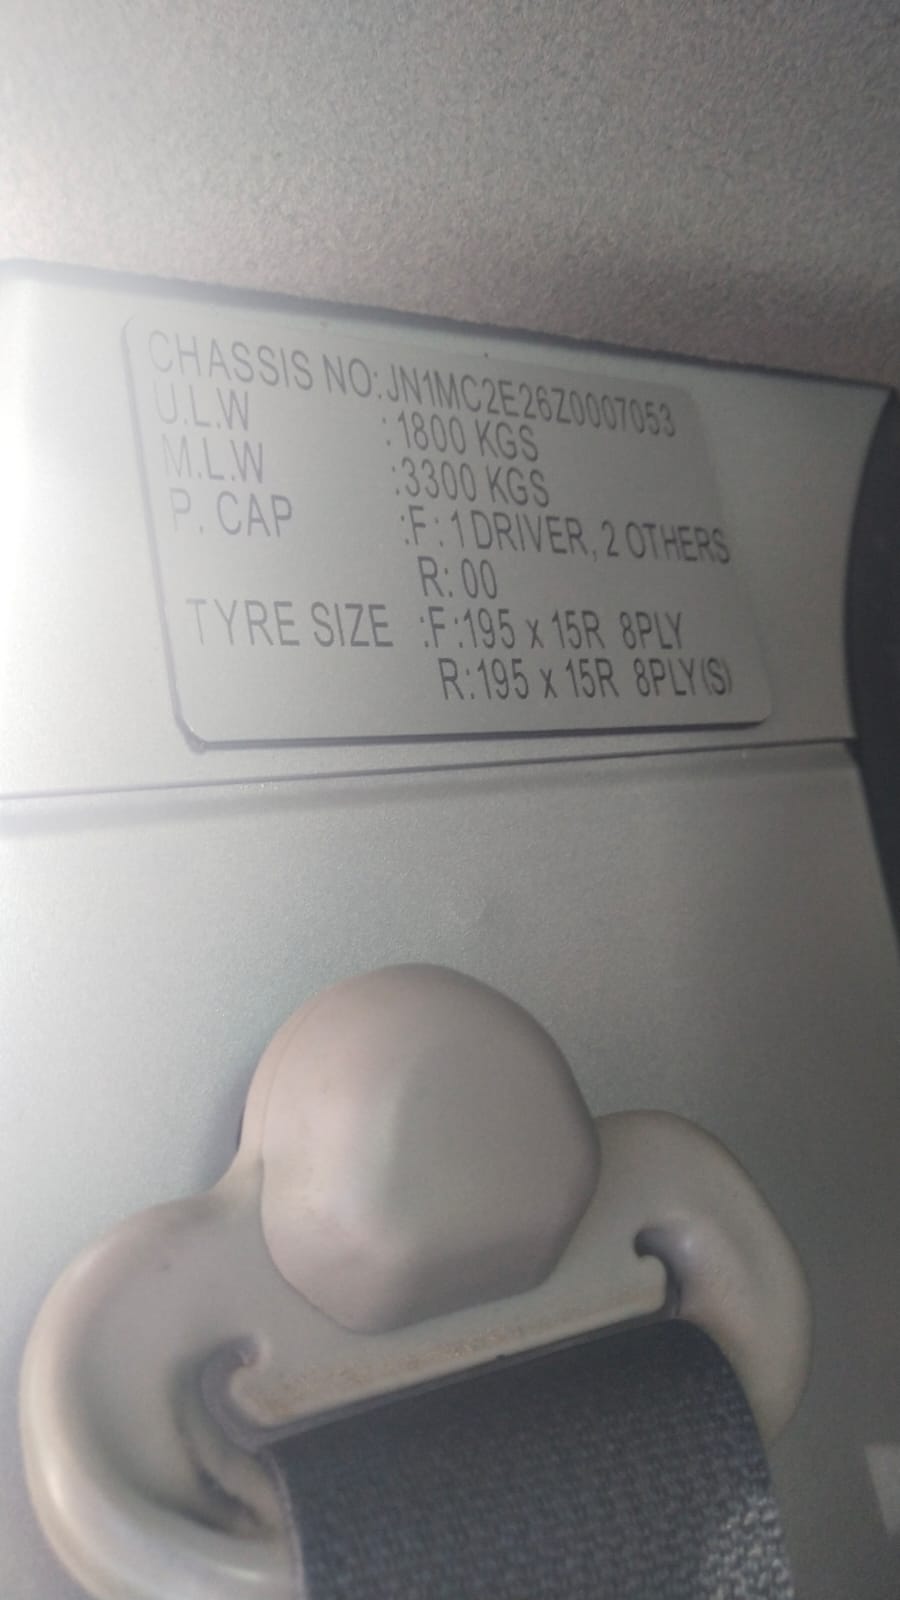 CHASSIS NO: JN1MC2E26Z0007053
U.L.W :1800 KGS
M.L.W :3300 KGS
P. CAP :F: 1 DRIVER, 2 OTHERS
R: 00
TYRE SIZE :F:195 x 15R 8PLY
R:195 x 15R 8PLY(S)